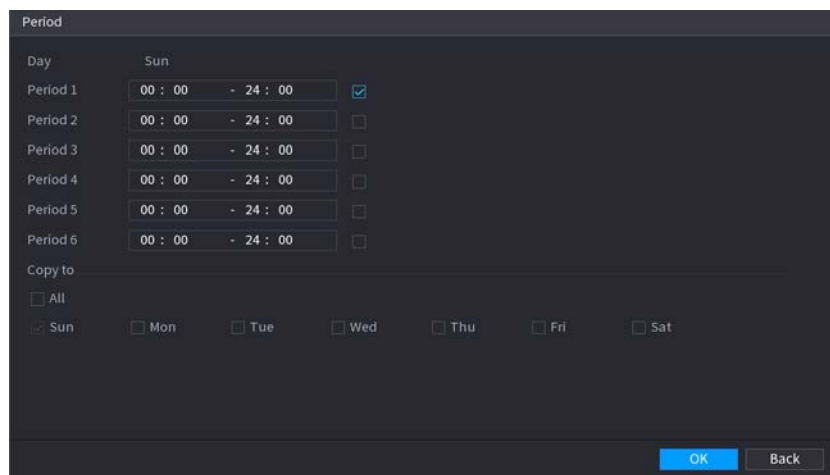 Period
Day Sun
Period 1 00 : 00 - 24 : 00
Period 2 00 : 00 - 24 : 00
Period 3 00 : 00 - 24 : 00
Period 4 00 : 00 - 24 : 00
Period 5 00 : 00 - 24 : 00
Period 6 00 : 00 - 24 : 00
Copy to
All
Sun Mon Tue Wed Thu Fri Sat
OK Back